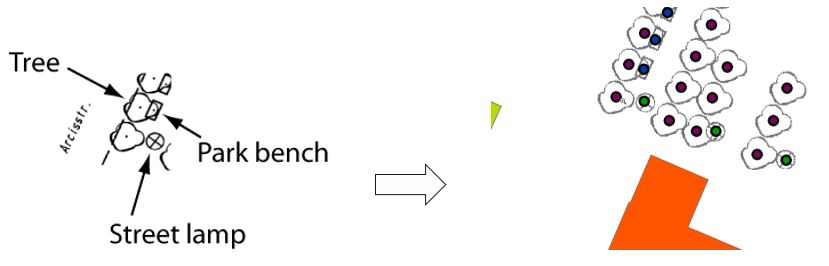 Tree
Arcisstr.
Park bench
Street lamp